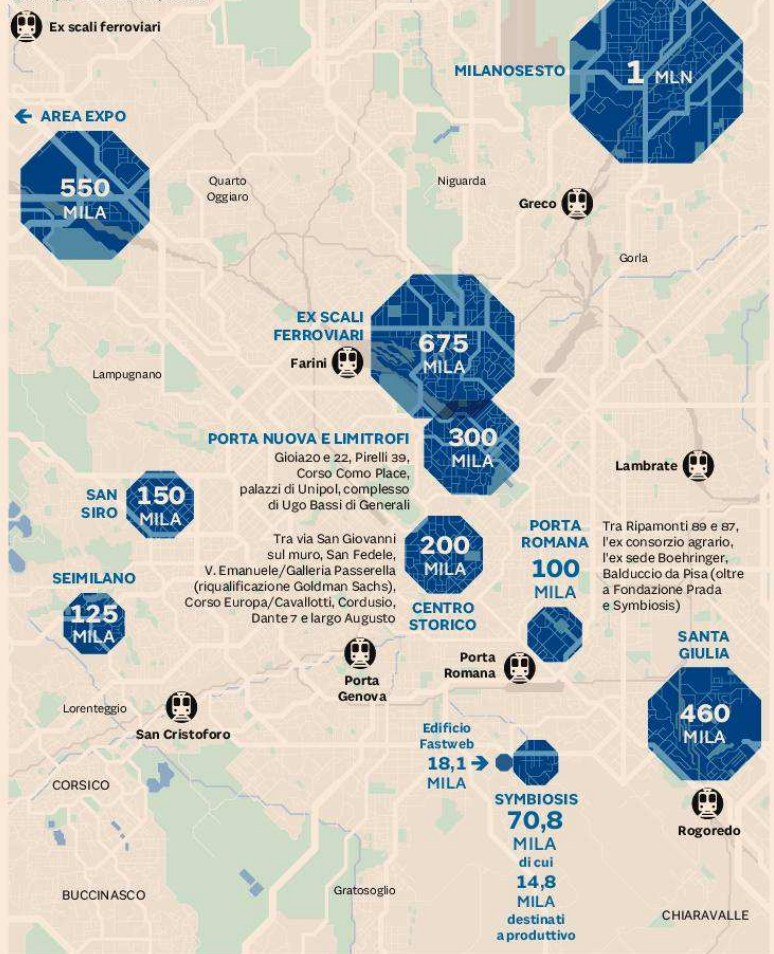 Ex scali ferroviari
MILANOSESTO
1 MLN
← AREA EXPO
550
MILA
Quarto
Oggiaro
Niguarda
Greco
Gorla
EX SCALI
FERROVIARI
Farini
675
MILA
Lampugnano
PORTA NUOVA E LIMITROFI
Gioia20 e 22, Pirelli 39,
Corso Como Place,
palazzi di Unipol, complesso
di Ugo Bassi di Generali
300
MILA
Lambrate
SAN
SIRO
150
MILA
Tra via San Giovanni
sul muro, San Fedele,
V. Emanuele/Galleria Passerella
(riqualificazione Goldman Sachs),
Corso Europa/Cavallotti, Cordusio,
Dante 7 e largo Augusto
200
MILA
CENTRO
STORICO
PORTA
ROMANA
100
MILA
Tra Ripamonti 89 e 87,
l'ex consorzio agrario,
l'ex sede Boehringer,
Balduccio da Pisa (oltre
a Fondazione Prada
e Symbiosis)
SEIMILANO
125
MILA
SANTA
GIULIA
460
MILA
Porta
Genova
Porta
Romana
Lorenteggio
San Cristoforo
Edificio
Fastweb
18,1 →
MILA
SYMBIOSIS
70,8
MILA
di cui
14,8
MILA
destinati
a produttivo
Rogoredo
CORSICO
BUCCINASCO
Gratosoglio
CHIARAVALLE